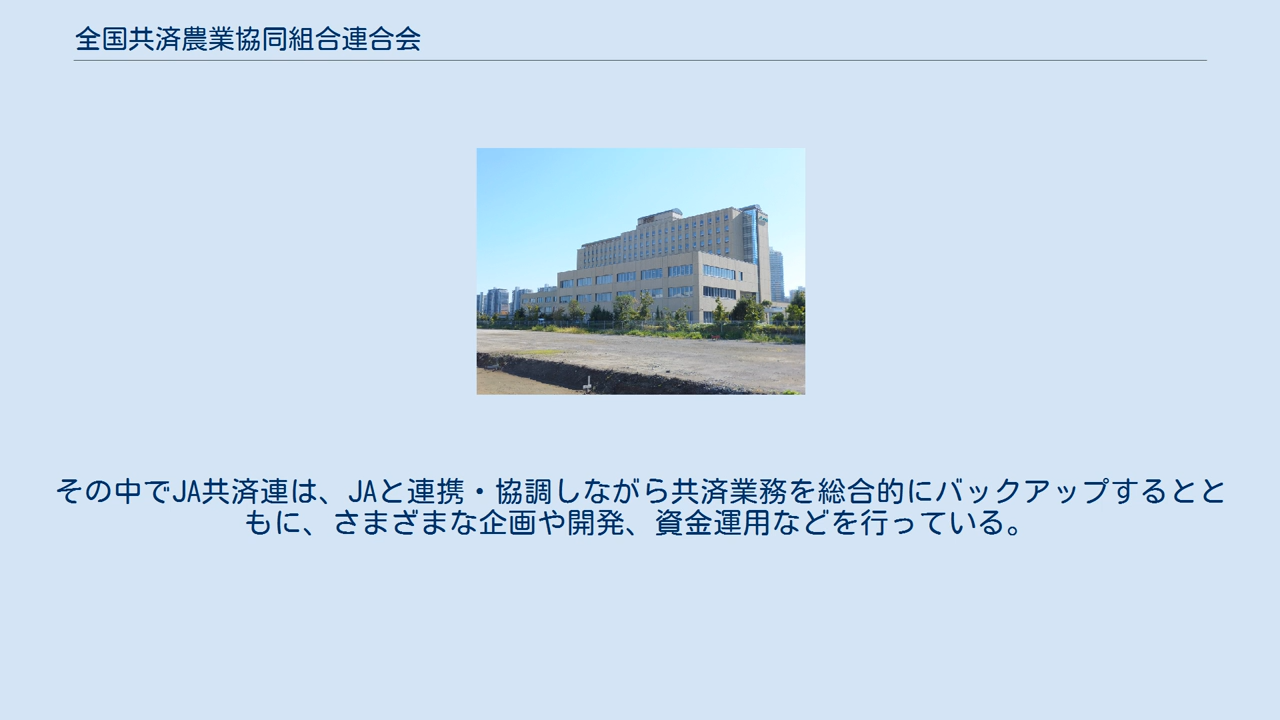 全国共済農業協同組合連合会
その中でJA共済連は、JAと連携・協調しながら共済業務を総合的にバックアップするとと
もに、さまざまな企画や開発、資金運用などを行っている。